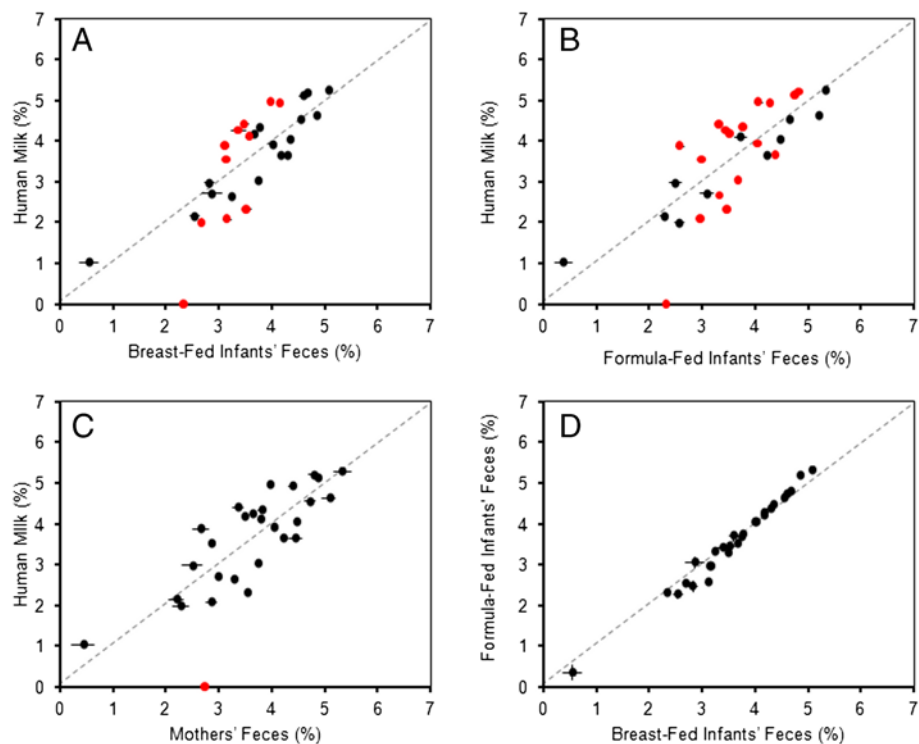 A
7
6
5
4
3
2
1
0
Human Milk (%)
0 1 2 3 4 5 6 7
Breast-Fed Infants' Feces (%)
B
7
6
5
4
3
2
1
0
Human Milk (%)
0 1 2 3 4 5 6 7
Formula-Fed Infants' Feces (%)
C
7
6
5
4
3
2
1
0
Human Milk (%)
0 1 2 3 4 5 6 7
Mothers' Feces (%)
D
7
6
5
4
3
2
1
0
Formula-Fed Infants' Feces (%)
0 1 2 3 4 5 6 7
Breast-Fed Infants' Feces (%)